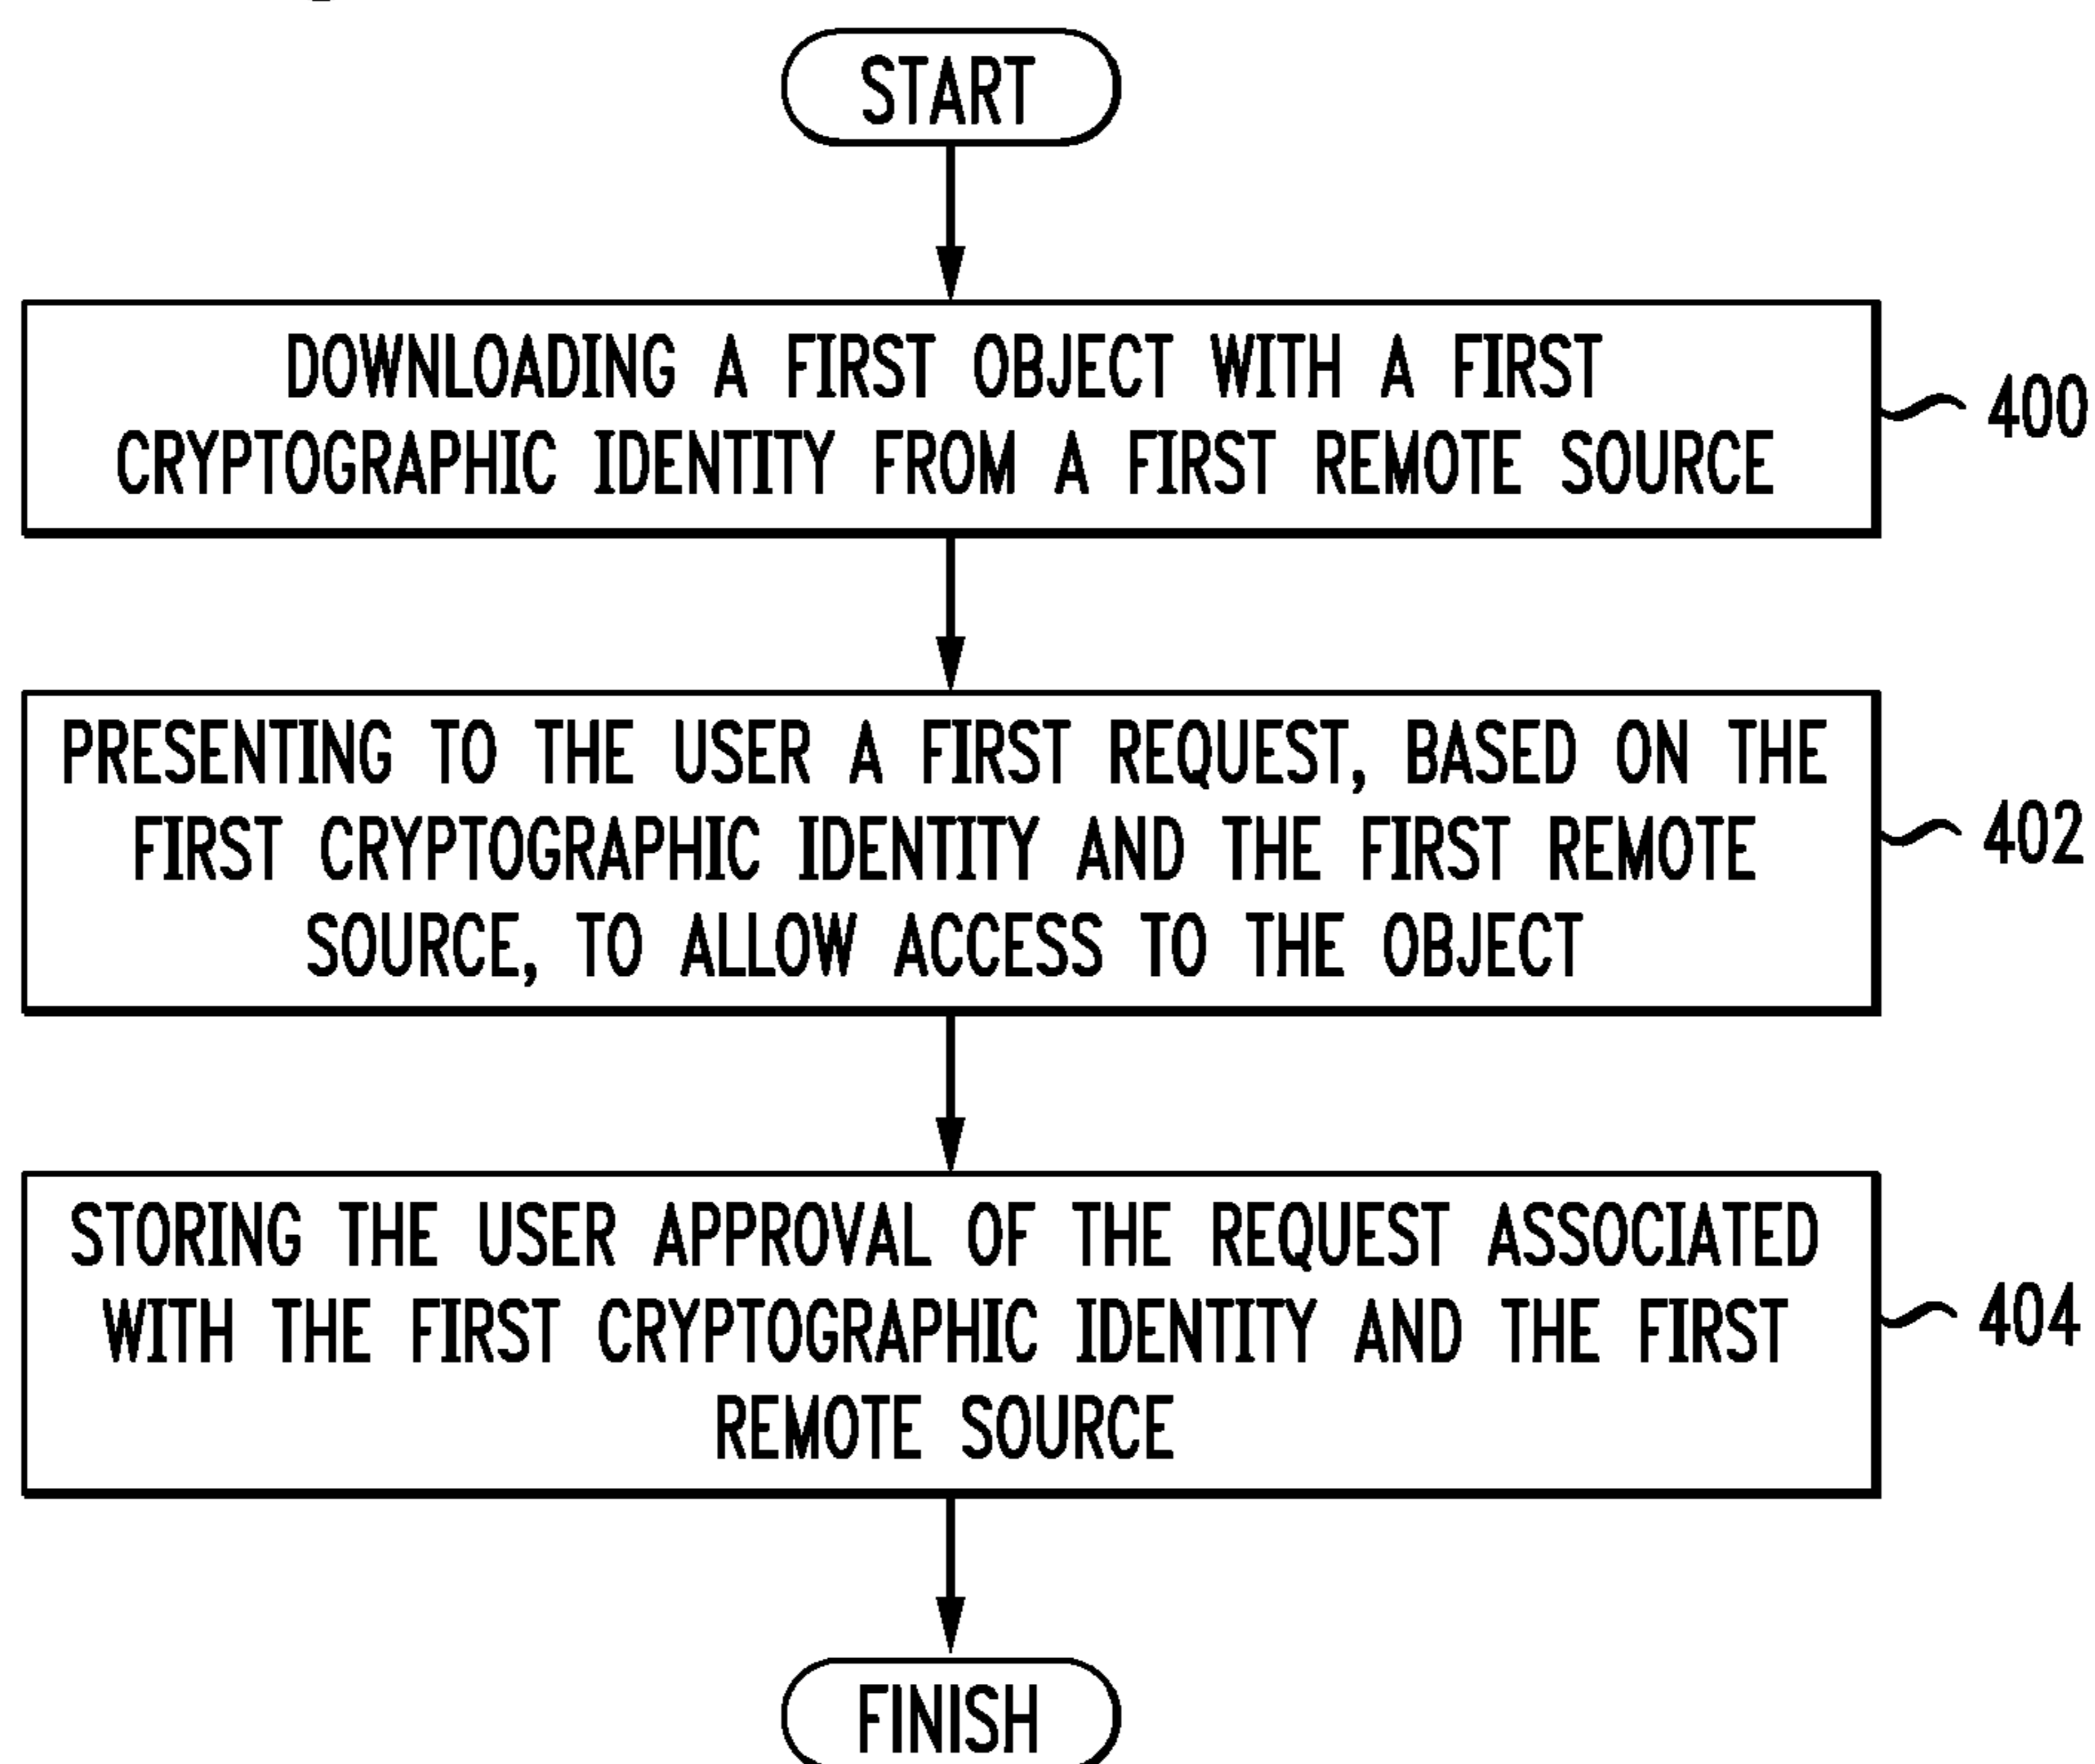 START
DOWNLOADING A FIRST OBJECT WITH A FIRST
CRYPTOGRAPHIC IDENTITY FROM A FIRST REMOTE SOURCE
400
PRESENTING TO THE USER A FIRST REQUEST, BASED ON THE
FIRST CRYPTOGRAPHIC IDENTITY AND THE FIRST REMOTE
SOURCE, TO ALLOW ACCESS TO THE OBJECT
402
STORING THE USER APPROVAL OF THE REQUEST ASSOCIATED
WITH THE FIRST CRYPTOGRAPHIC IDENTITY AND THE FIRST
REMOTE SOURCE
404
FINISH